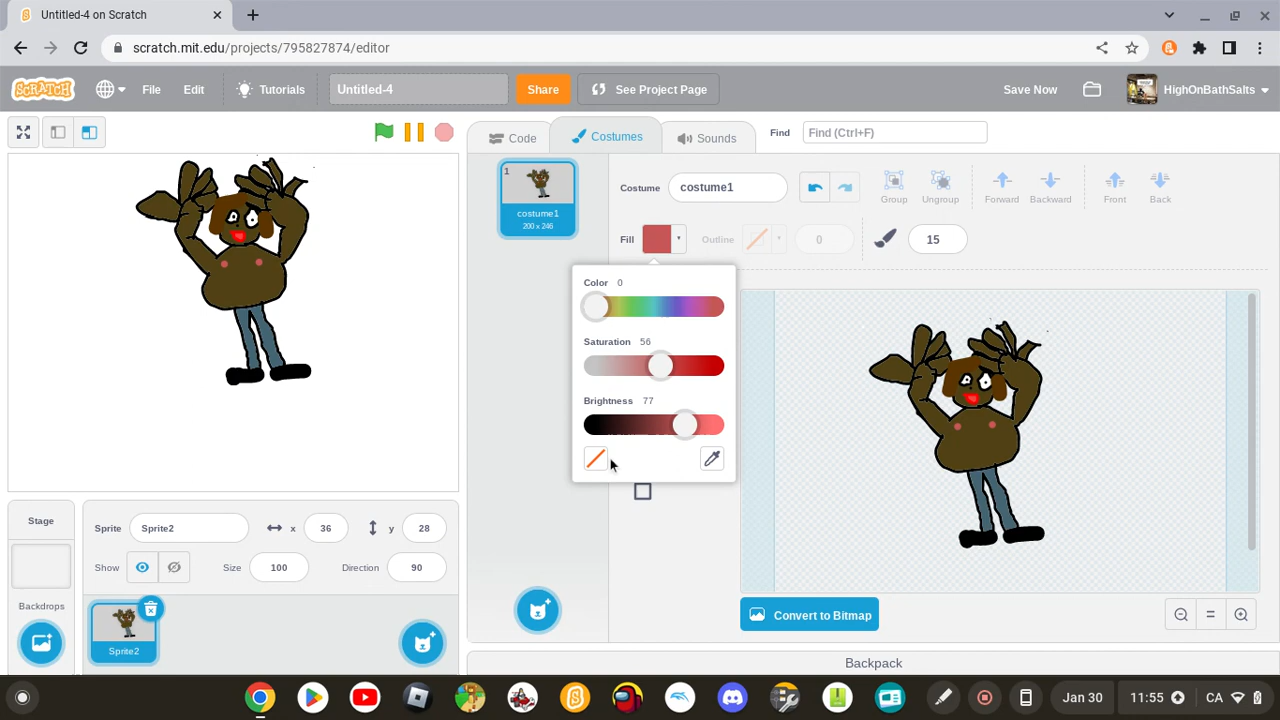 Untitled-4 on Scratch
scratch.mit.edu/projects/795827874/editor
SCRATCH File Edit Tutorials Untitled-4 Share See Project Page Save Now HighOnBathSalts
Code Costumes Sounds Find Find (Ctrl+F)
1
costume1
200 x 246
Costume costume1 Group Ungroup Forward Backward Front Back
Fill Outline 0 15
Color 0
Saturation 56
Brightness 77
Sprite Sprite2 x 36 y 28
Show Size 100 Direction 90
Sprite2
Stage
Backdrops
Convert to Bitmap
Backpack
Jan 30 11:55 CA